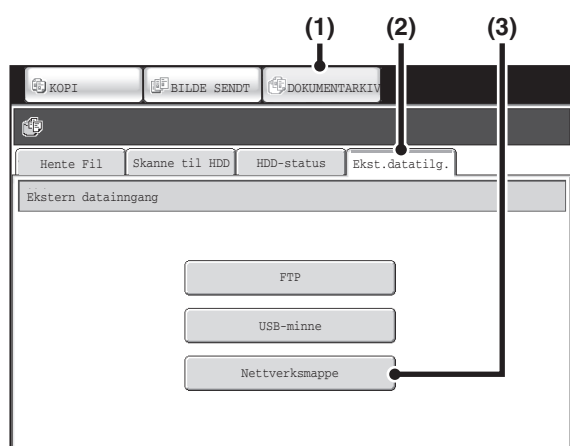 (1) (2) (3)
KOPI BILDE SENDT DOKUMENTARKIV
Hente Fil Skanne til HDD HDD-status Ekst.datatilg.
Ekstern datainngang
FTP
USB-minne
Nettverksmappe